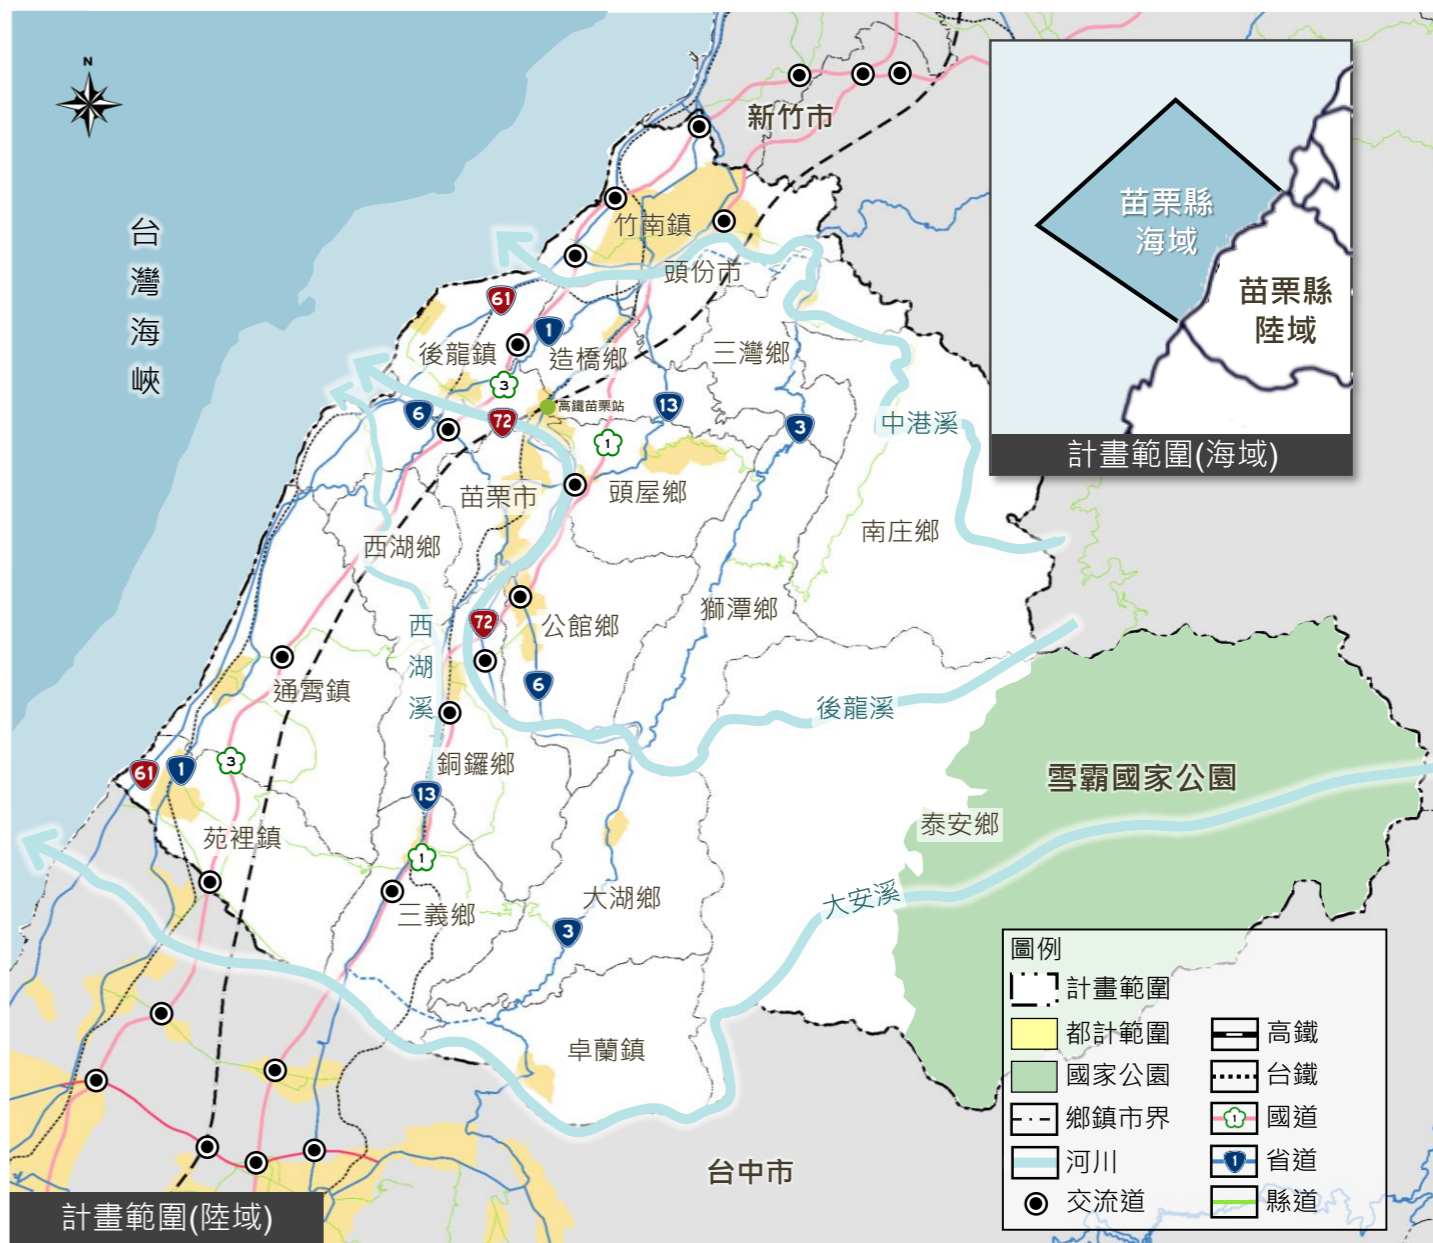 N
新竹市
台灣海峽
竹南鎮
頭份市
61
1
後龍鎮
造橋鄉
三灣鄉
3
高鐵苗栗站
6
72
13
3
1
中港溪
苗栗市
頭屋鄉
南庄鄉
西湖鄉
72
公館鄉
獅潭鄉
西湖溪
6
通霄鎮
後龍溪
61
1
3
銅鑼鄉
13
雪霸國家公園
泰安鄉
苑裡鎮
1
三義鄉
大湖鄉
大安溪
3
卓蘭鎮
台中市
計畫範圍(陸域)
苗栗縣
海域
苗栗縣
陸域
計畫範圍(海域)
圖例
計畫範圍
都計範圍
國家公園
鄉鎮市界
河川
交流道
高鐵
台鐵
1
國道
1
省道
縣道